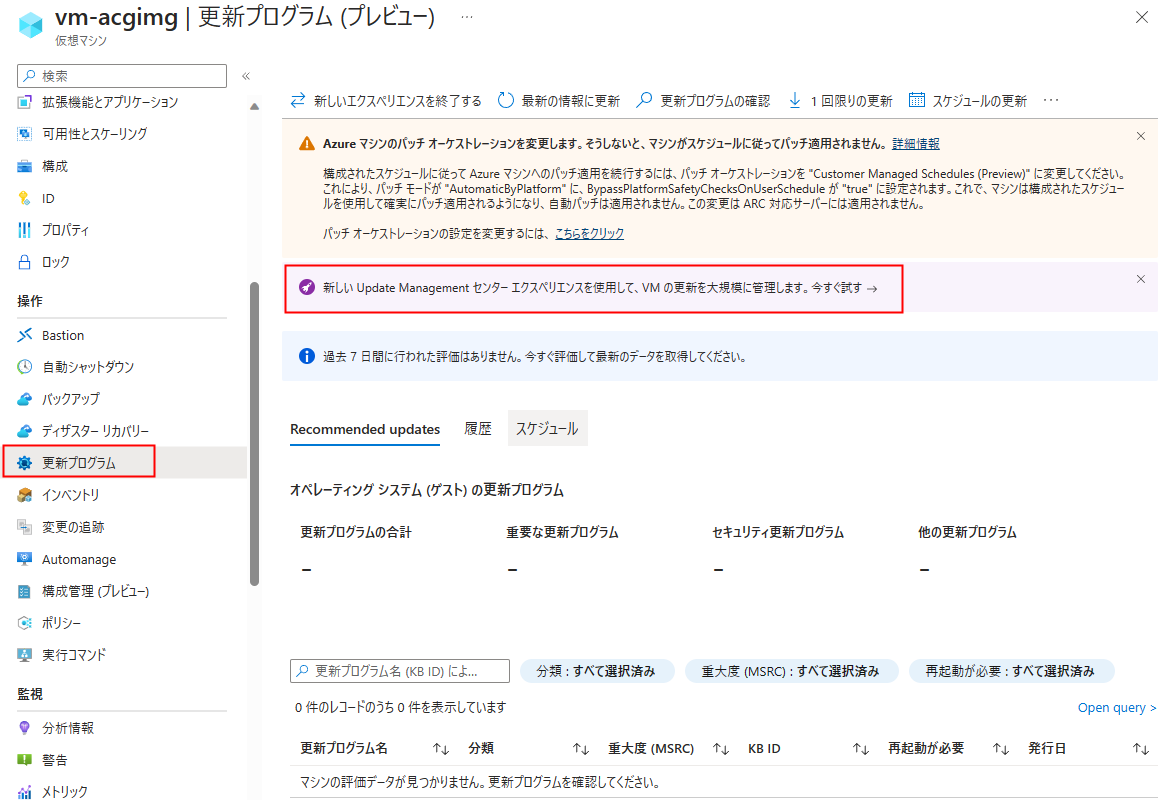 vm-acgimg | 更新プログラム (プレビュー) …
仮想マシン
検索
拡張機能とアプリケーション
可用性とスケーリング
構成
ID
プロパティ
ロック
操作
Bastion
自動シャットダウン
バックアップ
ディザスター リカバリー
更新プログラム
インベントリ
変更の追跡
Automanage
構成管理 (プレビュー)
ポリシー
実行コマンド
監視
分析情報
警告
メトリック
新しいエクスペリエンスを終了する 最新の情報に更新 更新プログラムの確認 1 回限りの更新 スケジュールの更新 …
Azure マシンのパッチ オーケストレーションを変更します。そうしないと、マシンがスケジュールに従ってパッチ適用されません。 詳細情報
構成されたスケジュールに従って Azure マシンへのパッチ適用を続行するには、パッチ オーケストレーションを "Customer Managed Schedules (Preview)" に変更してください。
これにより、パッチ モードが "AutomaticByPlatform" に、BypassPlatformSafetyChecksOnUserSchedule が "true" に設定されます。これで、マシンは構成されたスケジュー
ルを使用して確実にパッチ適用されるようになり、自動パッチは適用されません。この変更は ARC 対応サーバーには適用されません。
パッチ オーケストレーションの設定を変更するには、こちらをクリック
新しい Update Management センター エクスペリエンスを使用して、VM の更新を大規模に管理します。今すぐ試す →
過去 7 日間に行われた評価はありません。今すぐ評価して最新のデータを取得してください。
Recommended updates 履歴 スケジュール
オペレーティング システム (ゲスト) の更新プログラム
更新プログラムの合計 重要な更新プログラム セキュリティ更新プログラム 他の更新プログラム
– – – –
更新プログラム名 (KB ID) によ... 分類 : すべて選択済み 重大度 (MSRC) : すべて選択済み 再起動が必要 : すべて選択済み
0 件のレコードのうち 0 件を表示しています
Open query >
更新プログラム名 ↑↓ 分類 ↑↓ 重大度 (MSRC) ↑↓ KB ID ↑↓ 再起動が必要 ↑↓ 発行日 ↑↓
マシンの評価データが見つかりません。更新プログラムを確認してください。